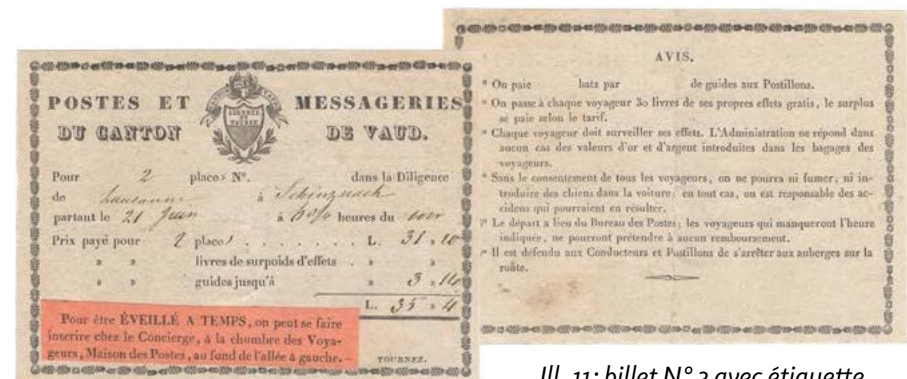 POSTES ET MESSAGERIES
DU CANTON DE VAUD.
LIBERTÉ
ET
PATRIE
Pour 2 places N°. dans la Diligence
de Lausanne à Schinznach
partant le 21 Juin à heures du soir
Prix payé pour 2 places . . . . . . . L. 31 » 10
» » livres de surpoids d'effets . » »
» » guides jusqu'à » 3 » 14
L. 35 » 4
Pour être ÉVEILLÉ A TEMPS, on peut se faire
inscrire chez le Concierge, à la chambre des Voya-
geurs, Maison des Postes, au fond de l'allée à gauche.
TOURNEZ.
AVIS.
" On paie batz par de guides aux Postillons.
" On passe à chaque voyageur 30 livres de ses propres effets gratis, le surplus
se paie selon le tarif.
" Chaque voyageur doit surveiller ses effets. L'Administration ne répond dans
aucun cas des valeurs d'or et d'argent introduites dans les bagages des
voyageurs.
" Sans le consentement de tous les voyageurs, on ne pourra ni fumer, ni in-
troduire des chiens dans la voiture; en tout cas, on est responsable des ac-
cidens qui pourraient en résulter.
" Le départ a lieu du Bureau des Postes; les voyageurs qui manqueront l'heure
indiquée, ne pourront prétendre à aucun remboursement.
" Il est défendu aux Conducteurs et Postillons de s'arrêter aux auberges sur la
route.
Ill. 11: billet N° avec étiquette